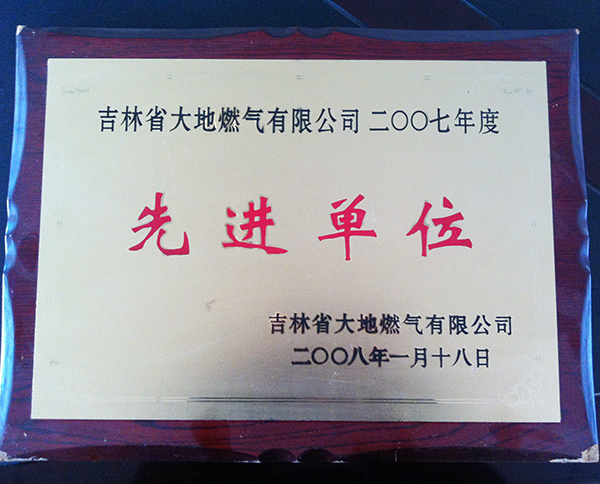 吉林省大地燃气有限公司 二〇〇七年度
先进单位
吉林省大地燃气有限公司
二〇〇八年一月十八日